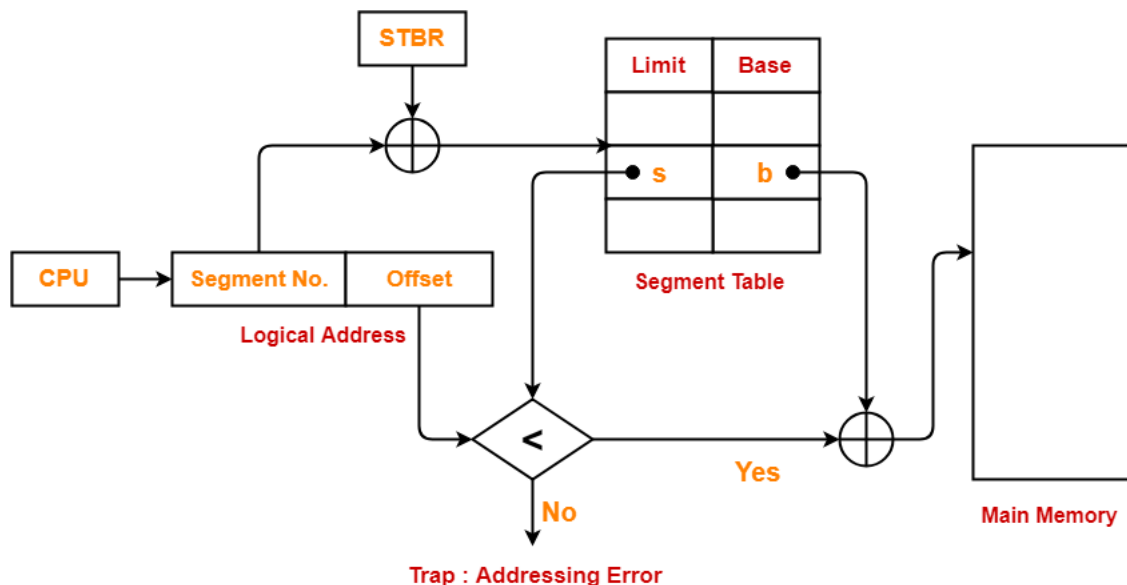 STBR
Limit
Base
s
b
CPU
Segment No.
Offset
Segment Table
Logical Address
<
Yes
No
Main Memory
Trap : Addressing Error